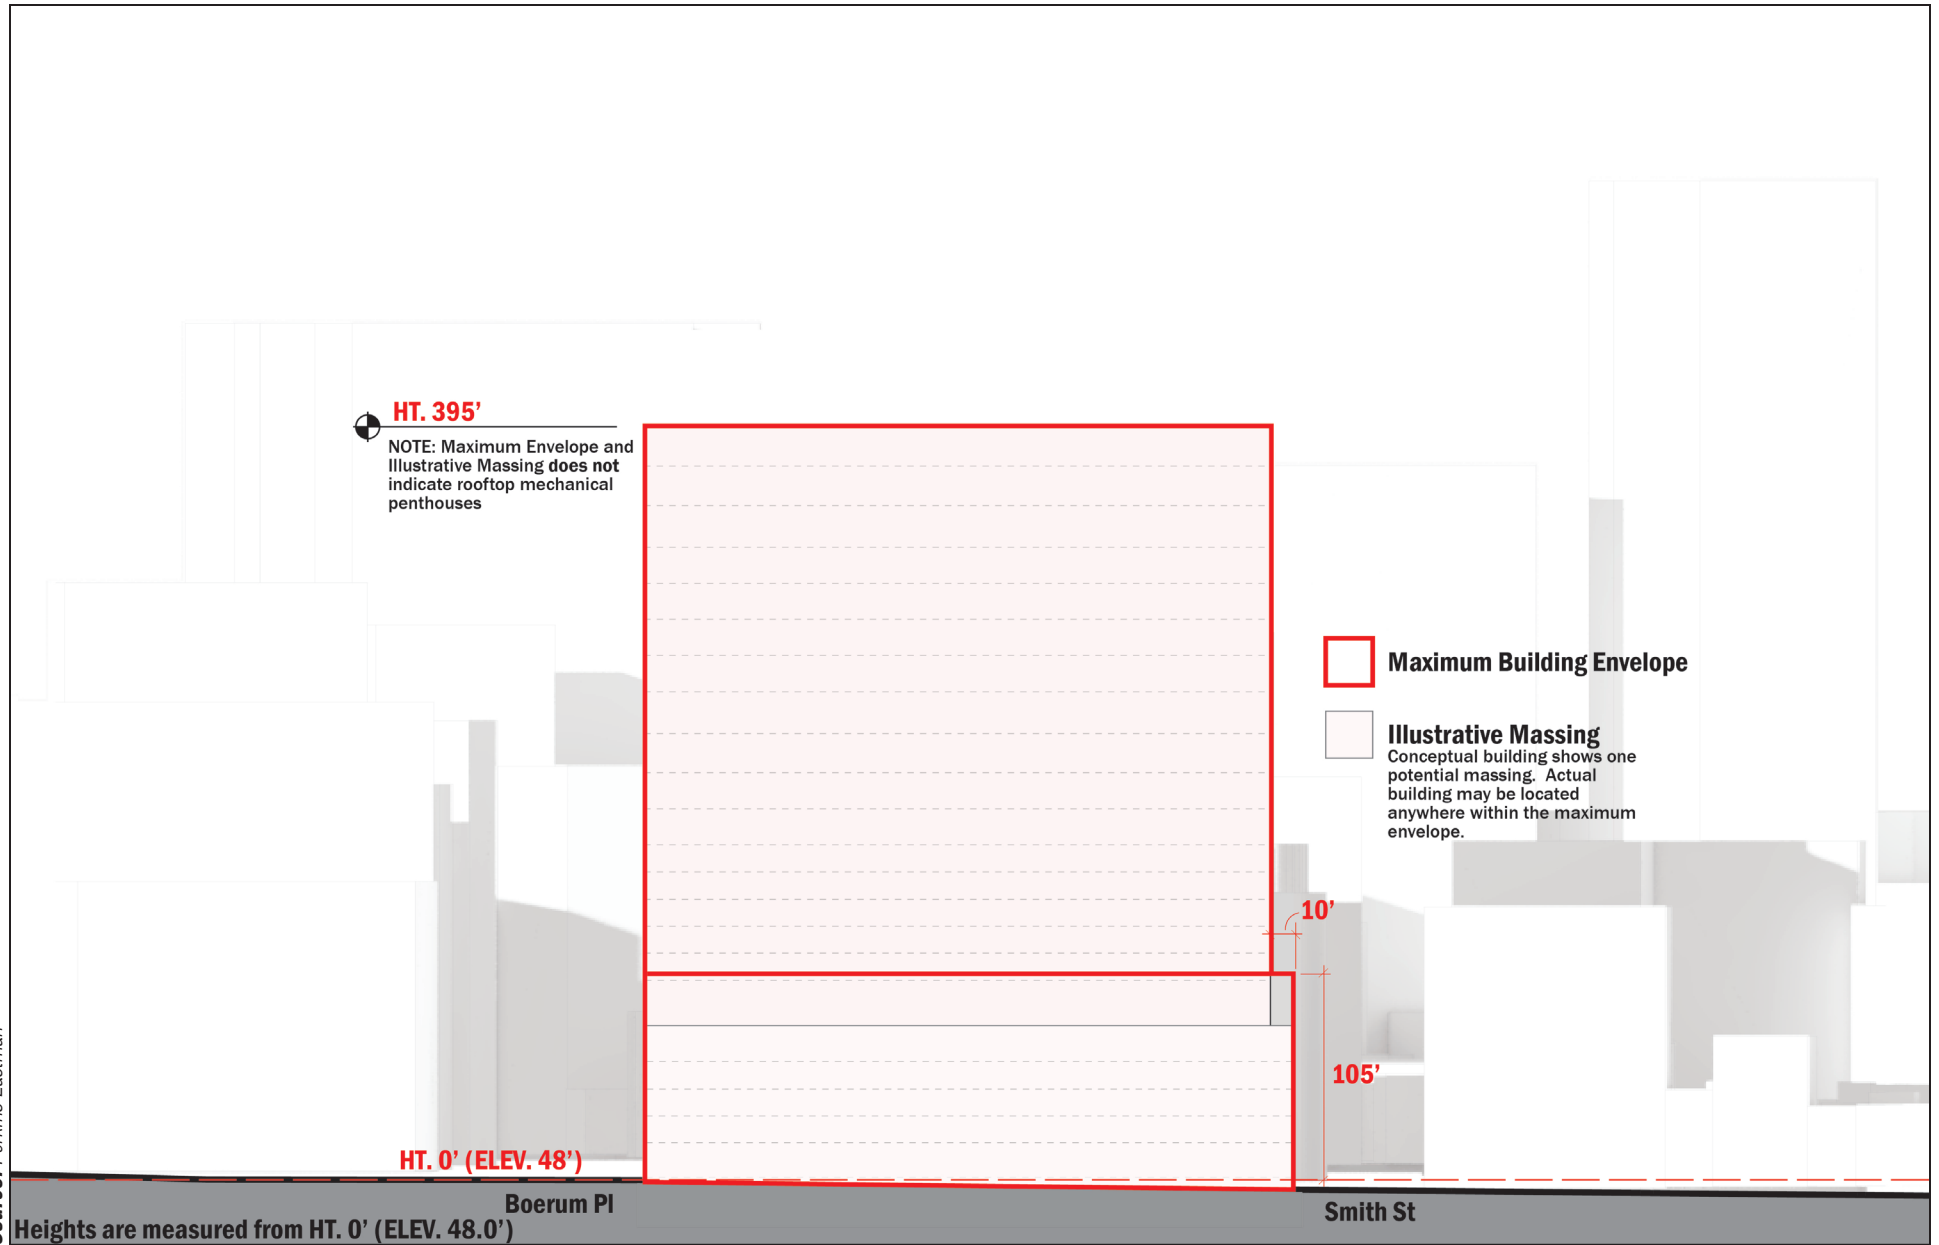 HT. 395’
NOTE: Maximum Envelope and
Illustrative Massing does not
indicate rooftop mechanical
penthouses
Maximum Building Envelope
Illustrative Massing
Conceptual building shows one
potential massing. Actual
building may be located
anywhere within the maximum
envelope.
10’
105’
HT. 0’ (ELEV. 48’)
Boerum Pl
Smith St
Heights are measured from HT. 0’ (ELEV. 48.0’)